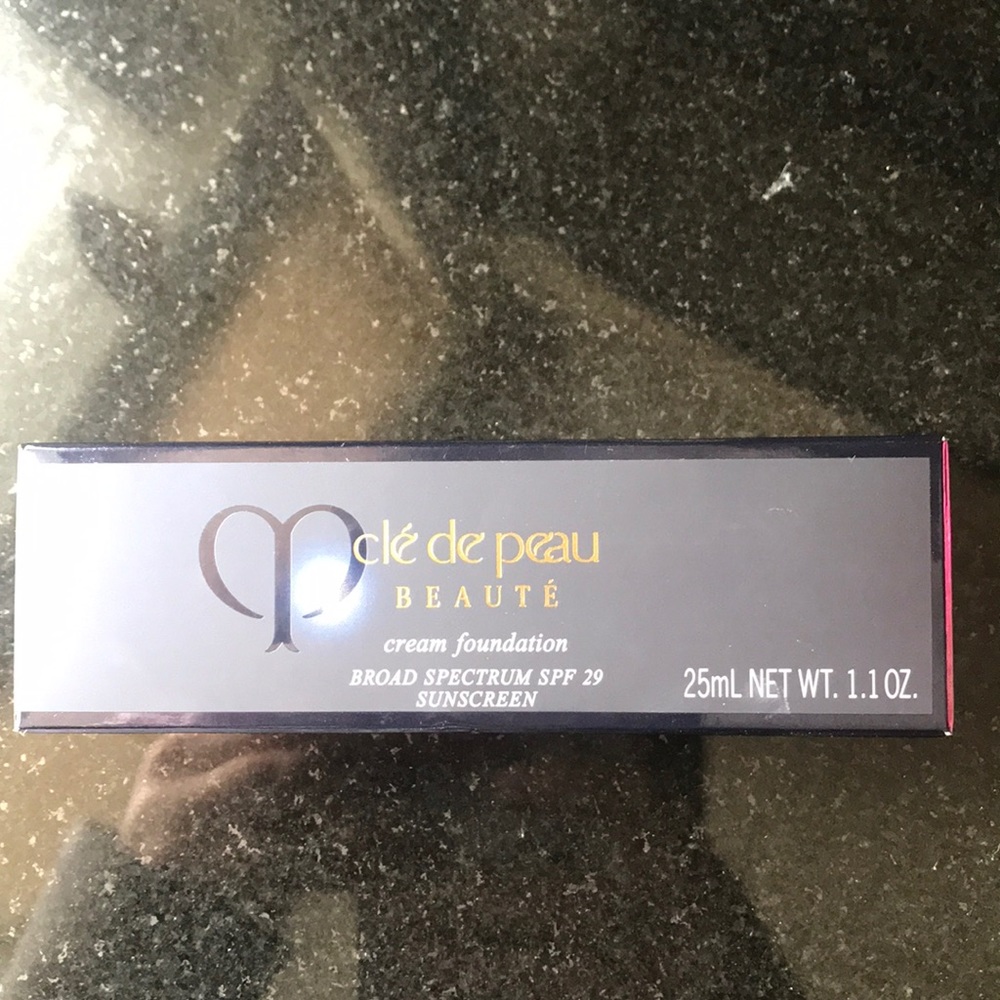 clé de peau
BEAUTÉ
cream foundation
BROAD SPECTRUM SPF 29
SUNSCREEN
25mL NET WT. 1.1 OZ.